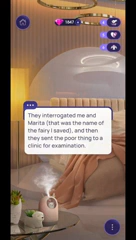 1847
They interrogated me and
Marita (that was the name of
the fairy I saved), and then
they sent the poor thing to a
clinic for examination.